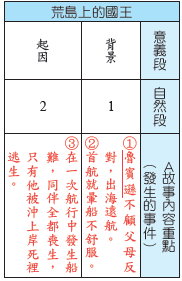 荒島上的國王
意義段
背景
起因
自然段
1
2
A故事內容重點
（發生的事件）
①魯賓遜不顧父母反
對，出海遠航。
②首航就暈船不舒服。
③在一次航行中發生船
難，同伴全都喪生，
只有他被沖上岸死裡
逃生。